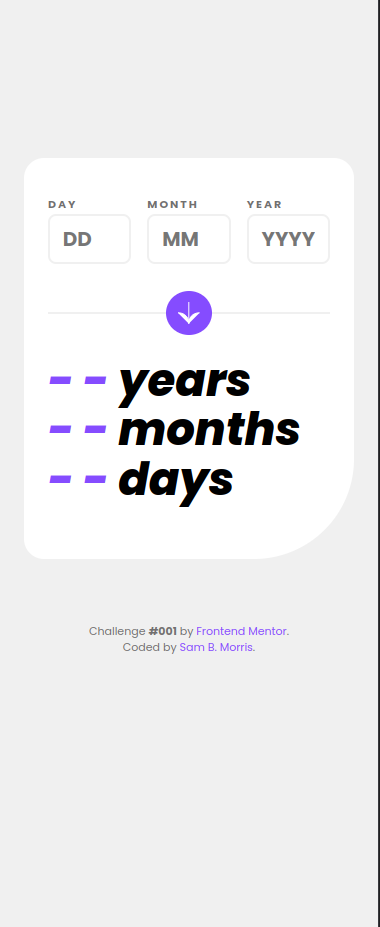 DAY MONTH YEAR
DD MM YYYY
- - years
- - months
- - days
Challenge #001 by Frontend Mentor.
Coded by Sam B. Morris.